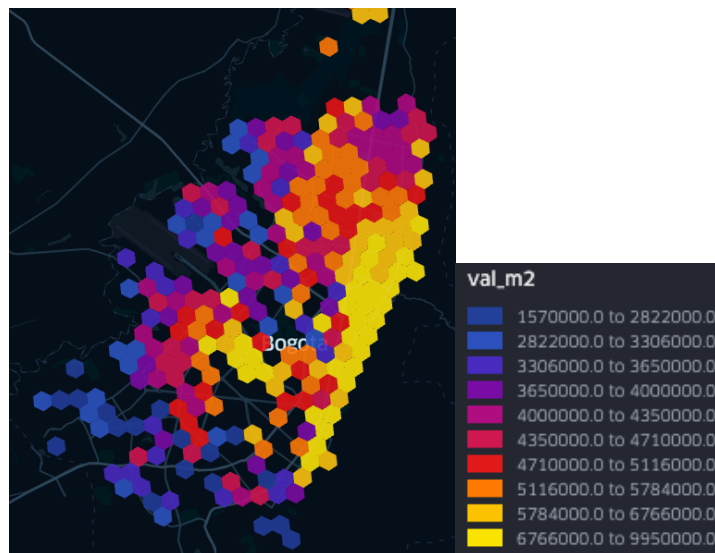 Bogotá
val_m2
1570000.0 to 2822000.0
2822000.0 to 3306000.0
3306000.0 to 3650000.0
3650000.0 to 4000000.0
4000000.0 to 4350000.0
4350000.0 to 4710000.0
4710000.0 to 5116000.0
5116000.0 to 5784000.0
5784000.0 to 6766000.0
6766000.0 to 9950000.0